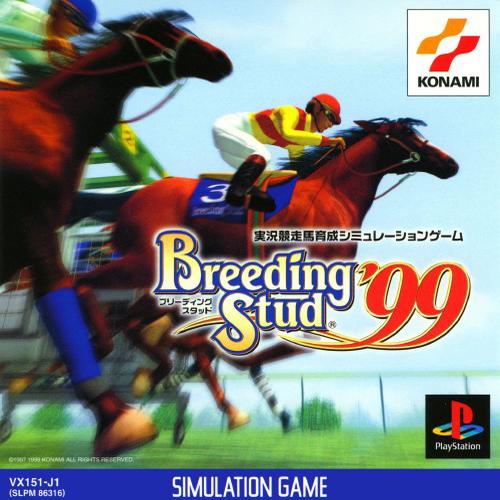 KONAMI
3
実況競走馬育成シミュレーションゲーム
Breeding
Stud® '99
ブリーディング
スタッド
PlayStation
©1997 1999 KONAMI ALL RIGHTS RESERVED.
VX151-J1
(SLPM 86316)
SIMULATION GAME